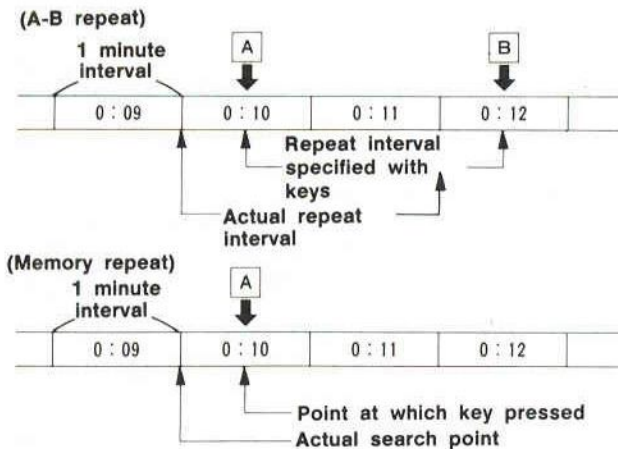 (A-B repeat)
1 minute
interval
A
B
0:09 0:10 0:11 0:12
Repeat interval
specified with
keys
Actual repeat
interval
(Memory repeat)
1 minute
interval
A
0:09 0:10 0:11 0:12
Point at which key pressed
Actual search point